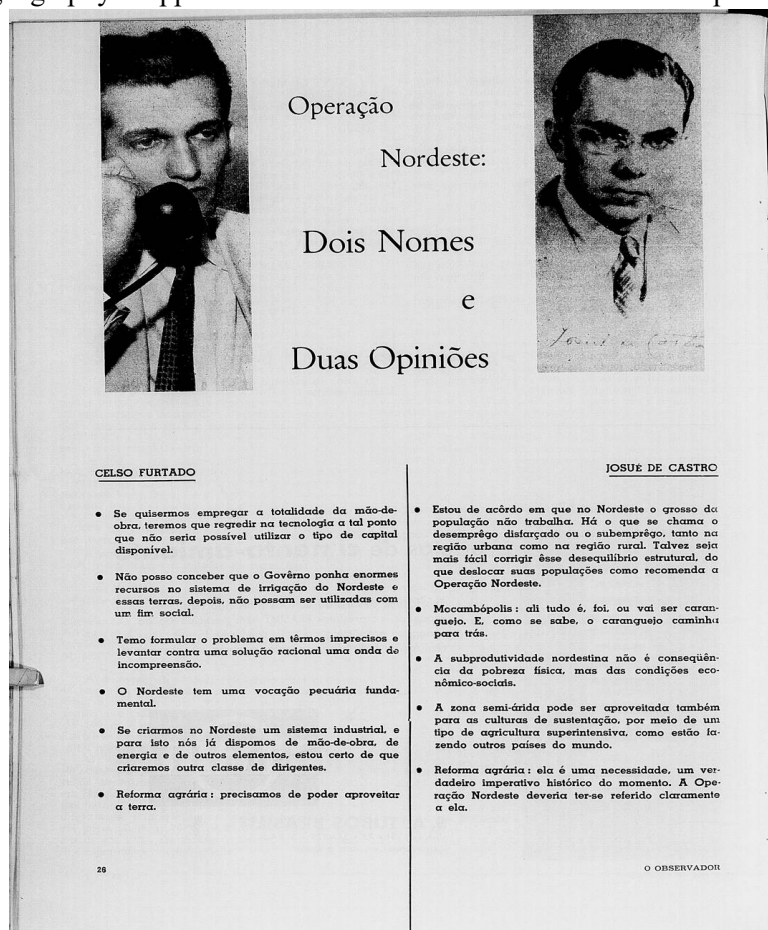 Operação
Nordeste:
Dois Nomes
e
Duas Opiniões
CELSO FURTADO
• Se quisermos empregar a totalidade da mão-de-
obra, teremos que regredir na tecnologia a tal ponto
que não seria possível utilizar o tipo de capital
disponível.
• Não posso conceber que o Govêrno ponha enormes
recursos no sistema de irrigação do Nordeste e
essas terras, depois, não possam ser utilizadas com
um fim social.
• Temo formular o problema em têrmos imprecisos e
levantar contra uma solução racional uma onda de
incompreensão.
• O Nordeste tem uma vocação pecuária funda-
mental.
• Se criarmos no Nordeste um sistema industrial, e
para isto nós já dispomos de mão-de-obra, de
energia e de outros elementos, estou certo de que
criaremos outra classe de dirigentes.
• Reforma agrária : precisamos de poder aproveitar
a terra.
26
JOSUÉ DE CASTRO
• Estou de acôrdo em que no Nordeste o grosso da
população não trabalha. Há o que se chama o
desemprêgo disfarçado ou o subemprêgo, tanto na
região urbana como na região rural. Talvez seja
mais fácil corrigir êsse desequilíbrio estrutural, do
que deslocar suas populações como recomenda a
Operação Nordeste.
• Mocambópolis : ali tudo é, foi, ou vai ser caran-
guejo. E, como se sabe, o caranguejo caminha
para trás.
• A subprodutividade nordestina não é conseqüên-
cia da pobreza física, mas das condições eco-
nômico-sociais.
• A zona semi-árida pode ser aproveitada também
para as culturas de sustentação, por meio de um
tipo de agricultura superintensiva, como estão fa-
zendo outros países do mundo.
• Reforma agrária : ela é uma necessidade, um ver-
dadeiro imperativo histórico do momento. A Ope-
ração Nordeste deveria ter-se referido claramente
a ela.
O OBSERVADOR